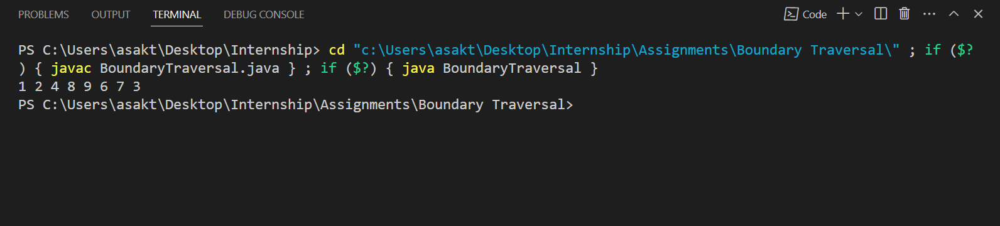 PROBLEMS OUTPUT TERMINAL DEBUG CONSOLE Code
PS C:\Users\asakt\Desktop\Internship> cd "c:\Users\asakt\Desktop\Internship\Assignments\Boundary Traversal\" ; if ($?
) { javac BoundaryTraversal.java } ; if ($?) { java BoundaryTraversal }
1 2 4 8 9 6 7 3
PS C:\Users\asakt\Desktop\Internship\Assignments\Boundary Traversal>